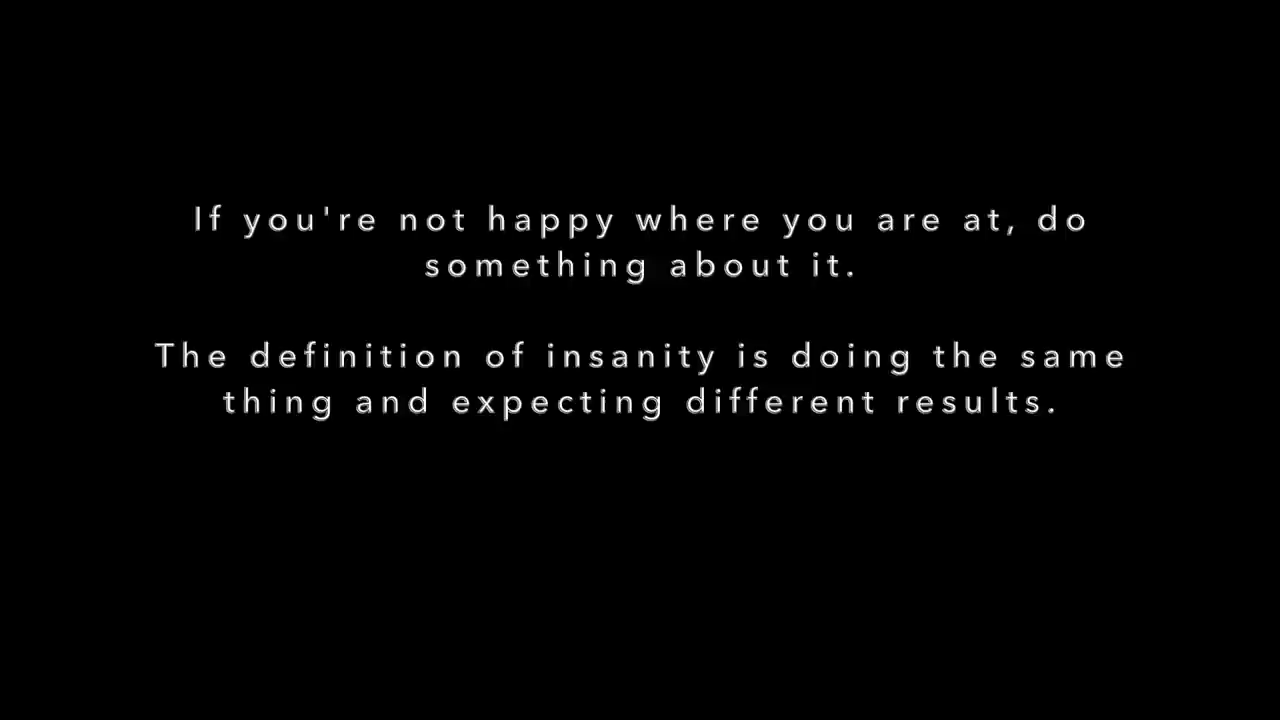 If you're not happy where you are at, do
something about it.
The definition of insanity is doing the same
thing and expecting different results.